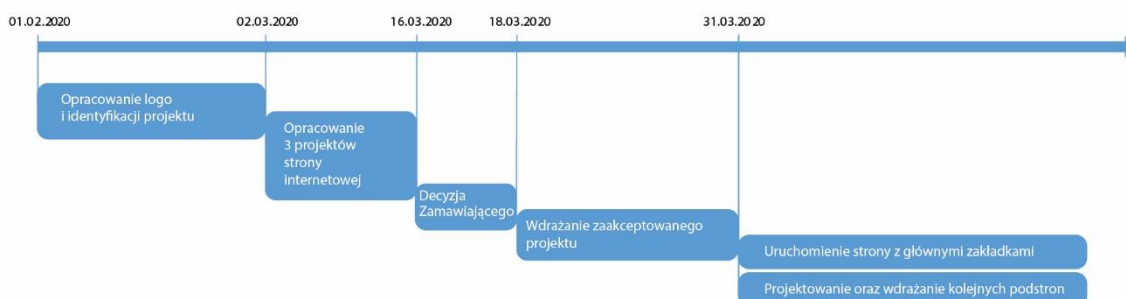 01.02.2020
02.03.2020
16.03.2020
18.03.2020
31.03.2020
Opracowanie logo
i identyfikacji projektu
Opracowanie
3 projektów
strony
internetowej
Decyzja
Zamawiającego
Wdrażanie zaakceptowanego
projektu
Uruchomienie strony z głównymi zakładkami
Projektowanie oraz wdrażanie kolejnych podstron